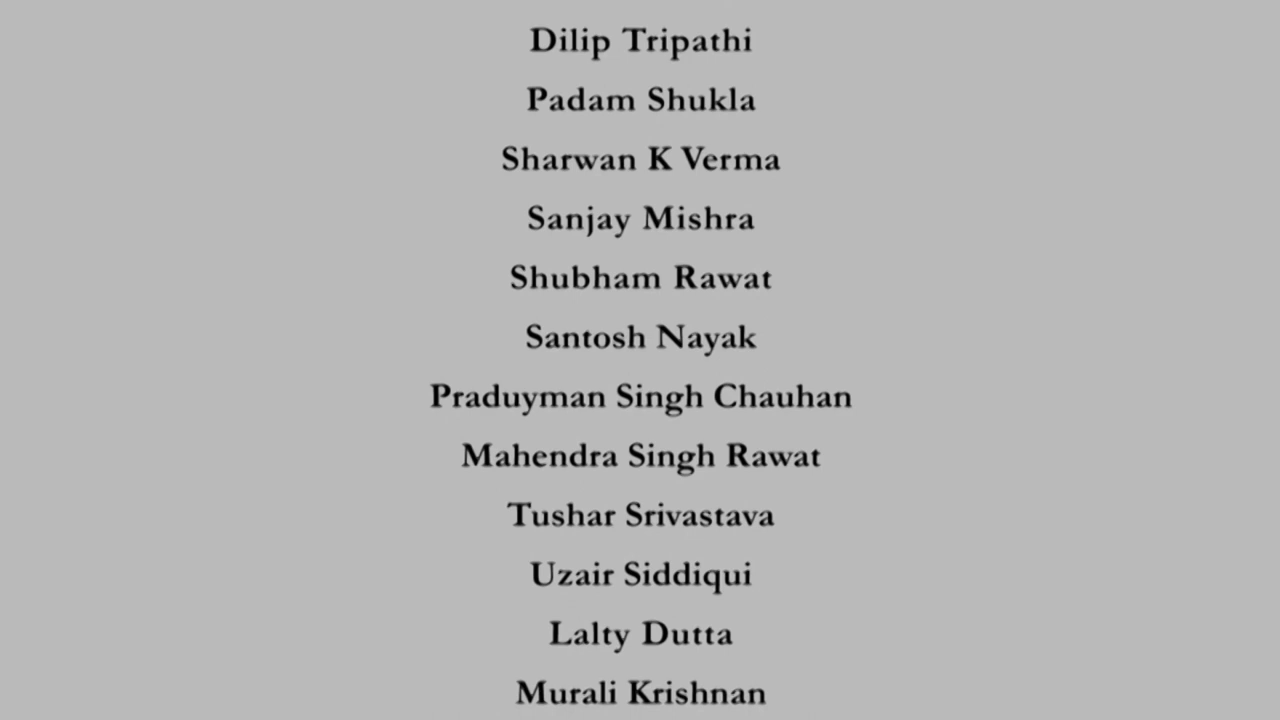 Dilip Tripathi
Padam Shukla
Sharwan K Verma
Sanjay Mishra
Shubham Rawat
Santosh Nayak
Praduyman Singh Chauhan
Mahendra Singh Rawat
Tushar Srivastava
Uzair Siddiqui
Lalty Dutta
Murali Krishnan